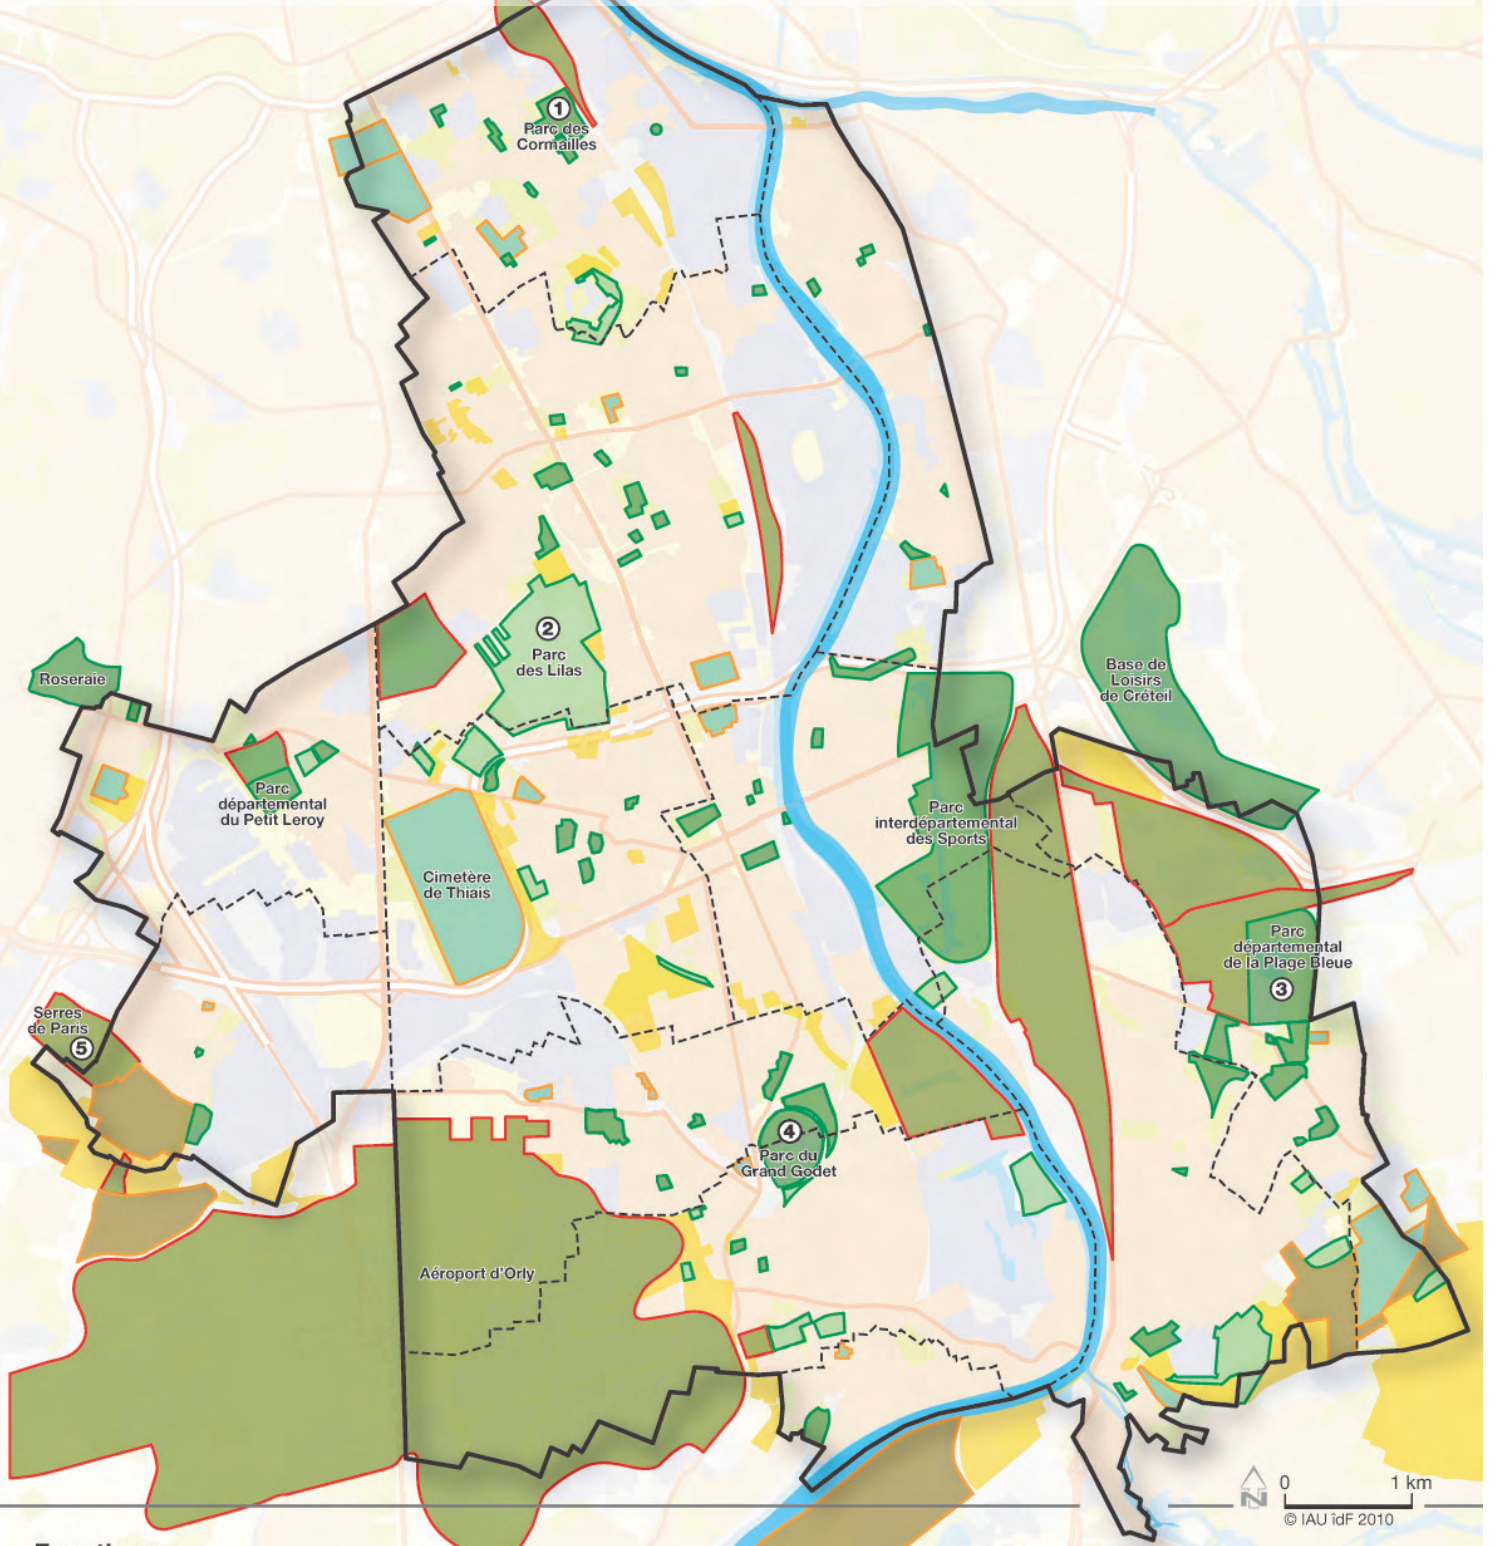 1
Parc des
Cormailles
2
Parc
des Lilas
Roseraie
Base de
Loisirs
de Créteil
Parc
départemental
du Petit Leroy
Parc
interdépartemental
des Sports
Cimetère
de Thiais
Parc
départemental
de la Plage Bleue
3
Serres
de Paris
5
4
Parc du
Grand Godet
Aéroport d'Orly
0 1 km
N
© IAU îdF 2010